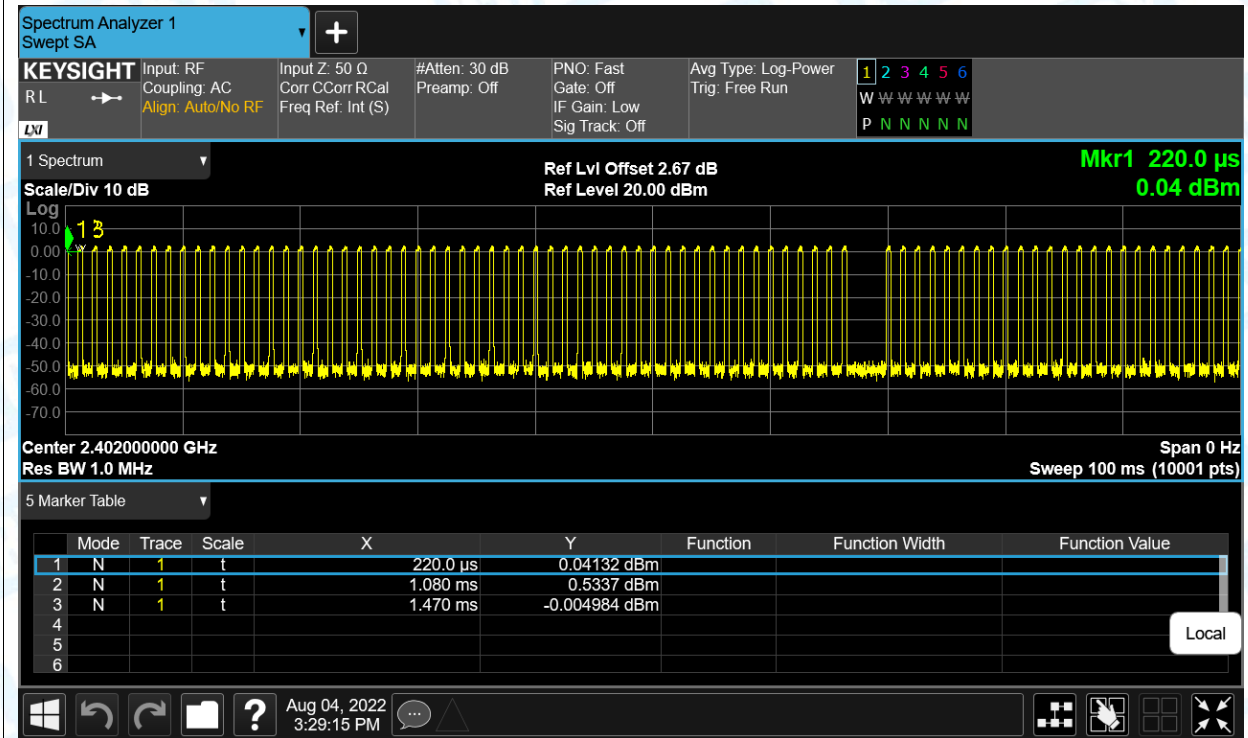 Spectrum Analyzer 1
Swept SA
KEYSIGHT
RL
LXI
Input: RF
Coupling: AC
Align: Auto/No RF
Input Z: 50 Ω
Corr CCorr RCal
Freq Ref: Int (S)
#Atten: 30 dB
Preamp: Off
PNO: Fast
Gate: Off
IF Gain: Low
Sig Track: Off
Avg Type: Log-Power
Trig: Free Run
1 2 3 4 5 6
W W W W W W
P N N N N N
1 Spectrum
Scale/Div 10 dB
Ref Lvl Offset 2.67 dB
Ref Level 20.00 dBm
Mkr1 220.0 µs
0.04 dBm
Log
10.0
0.00
-10.0
-20.0
-30.0
-40.0
-50.0
-60.0
-70.0
1
3
Center 2.402000000 GHz
Res BW 1.0 MHz
Span 0 Hz
Sweep 100 ms (10001 pts)
5 Marker Table
Mode Trace Scale X Y Function Function Width Function Value
1 N 1 t 220.0 µs 0.04132 dBm
2 N 1 t 1.080 ms 0.5337 dBm
3 N 1 t 1.470 ms -0.004984 dBm
4
5
6
Local
?
Aug 04, 2022
3:29:15 PM